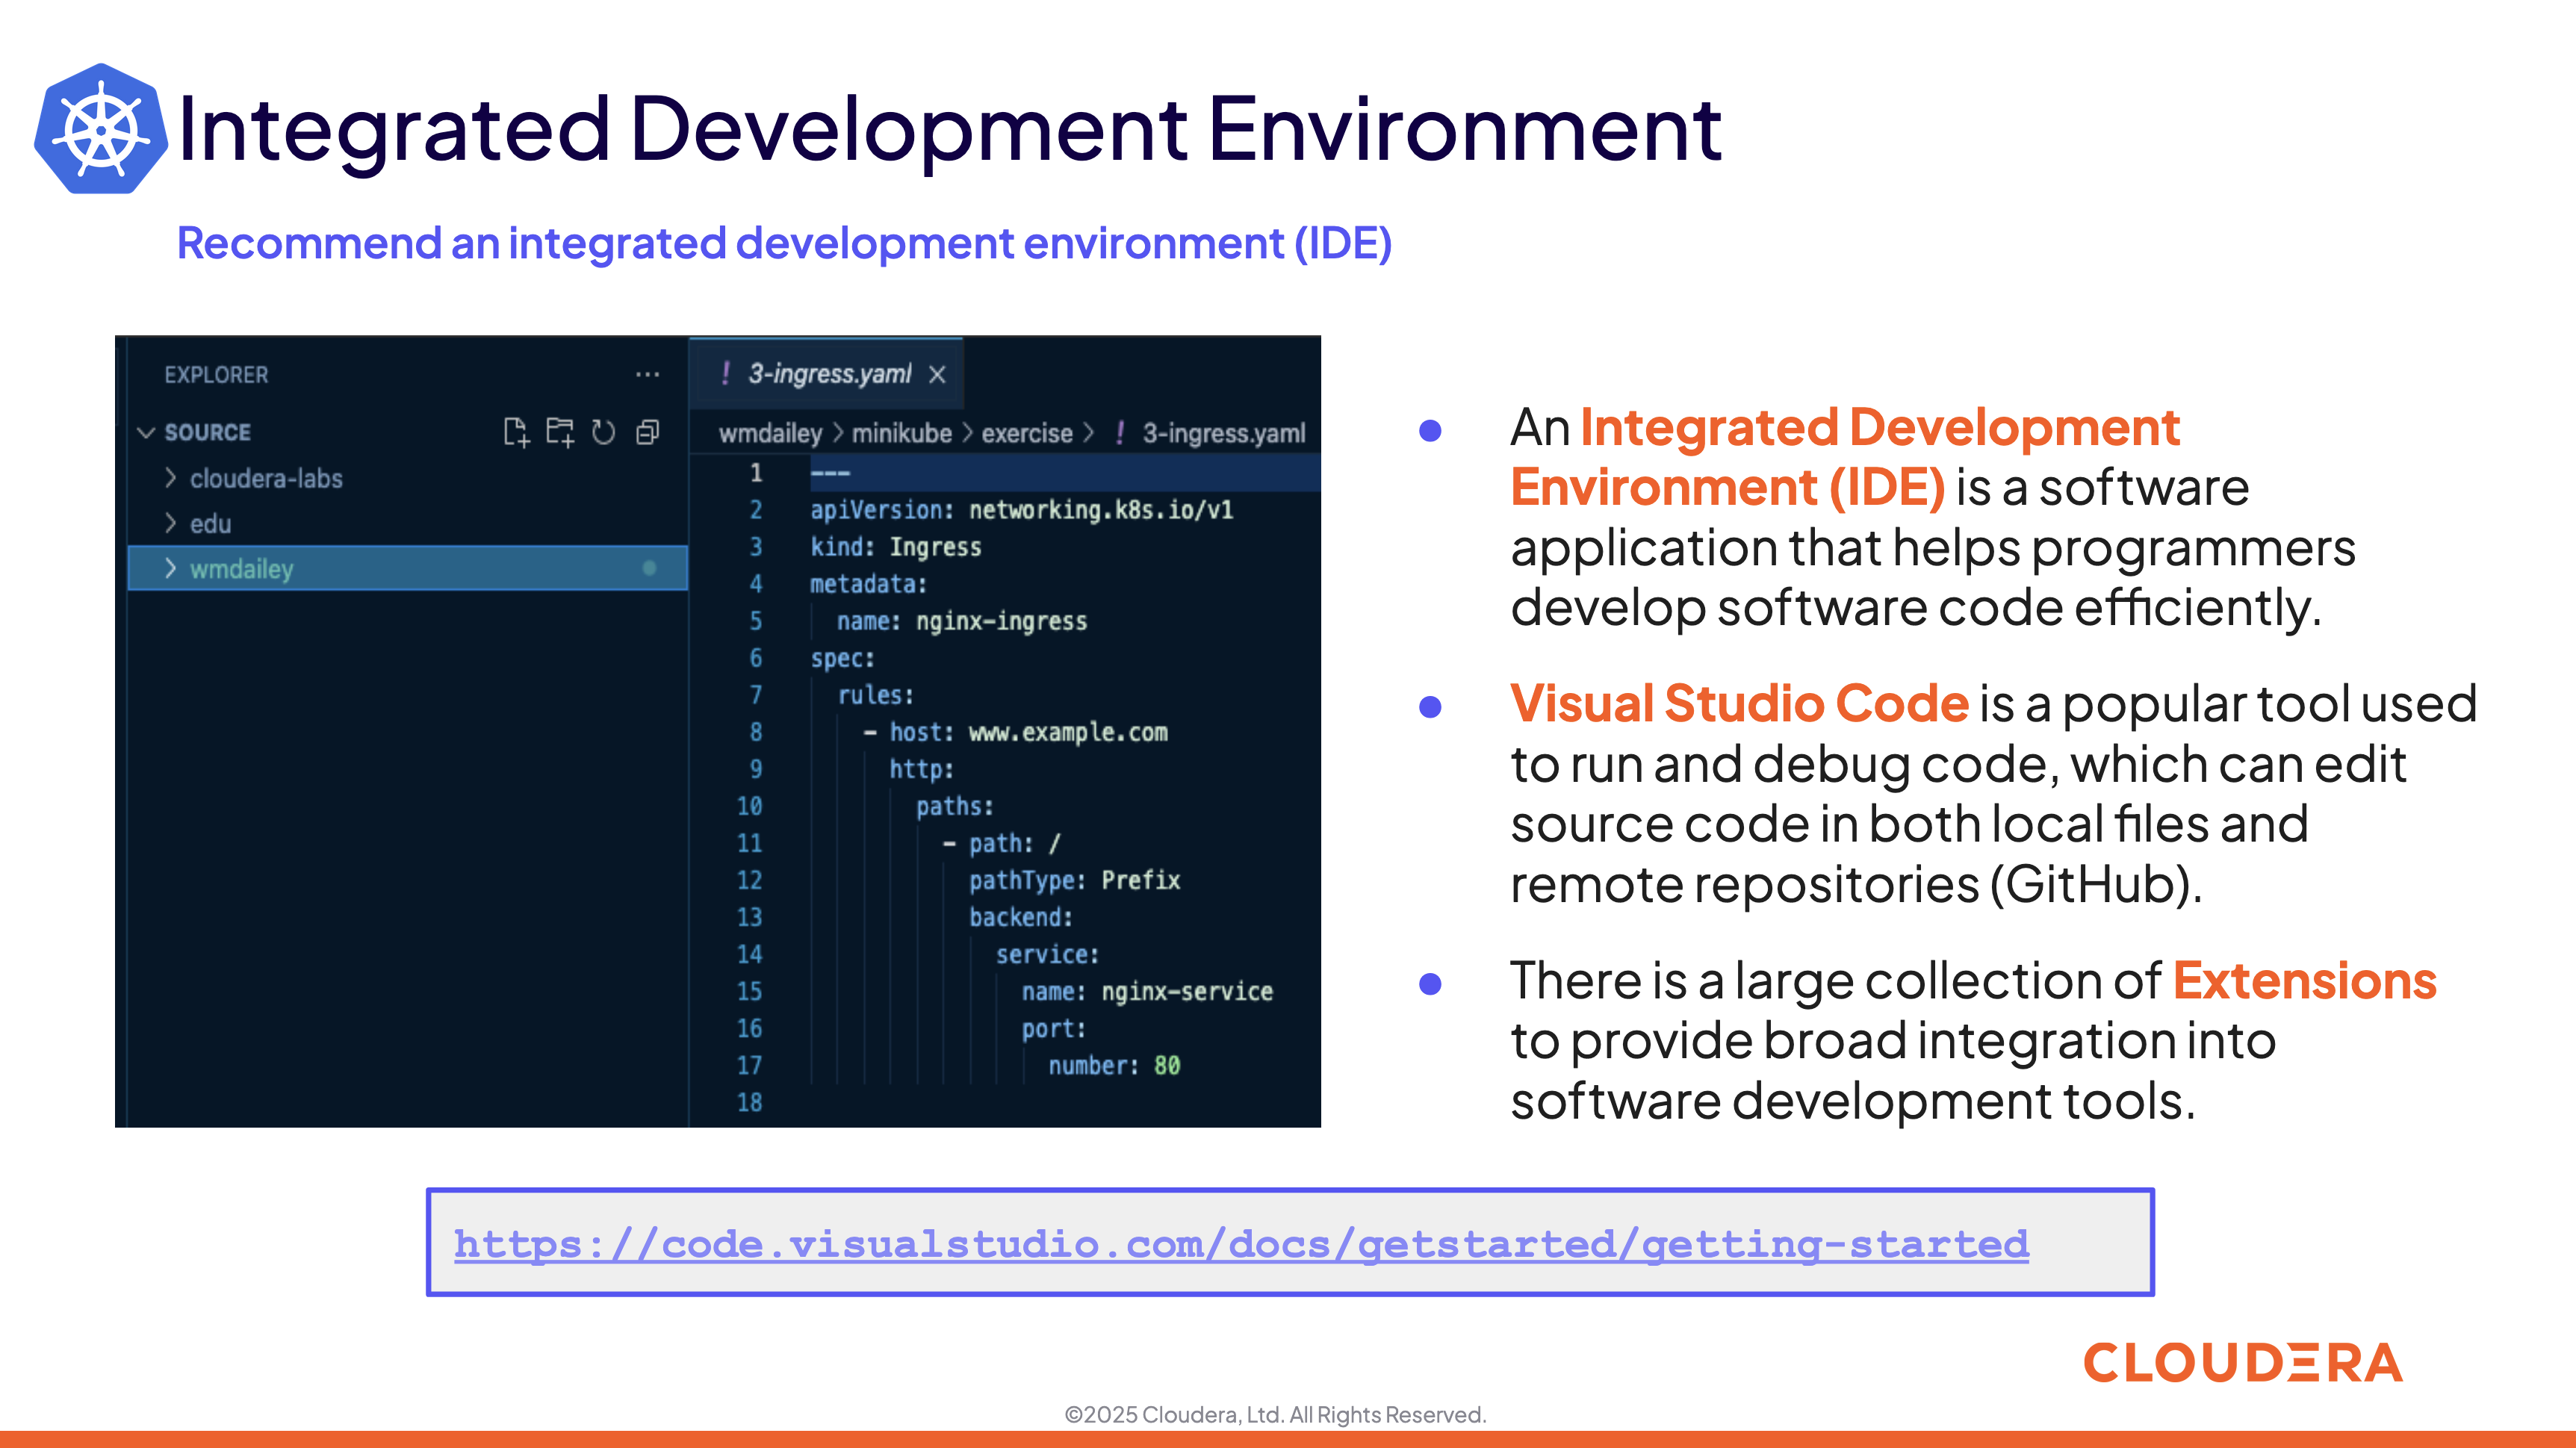 Integrated Development Environment
Recommend an integrated development environment (IDE)
EXPLORER ...
SOURCE
cloudera-labs
edu
wmdailey
! 3-ingress.yaml ×
wmdailey > minikube > exercise > ! 3-ingress.yaml
1 ---
2 apiVersion: networking.k8s.io/v1
3 kind: Ingress
4 metadata:
5   name: nginx-ingress
6 spec:
7   rules:
8     - host: www.example.com
9       http:
10         paths:
11           - path: /
12             pathType: Prefix
13             backend:
14               service:
15                 name: nginx-service
16                 port:
17                   number: 80
18
● An Integrated Development
Environment (IDE) is a software
application that helps programmers
develop software code efficiently.
● Visual Studio Code is a popular tool used
to run and debug code, which can edit
source code in both local files and
remote repositories (GitHub).
● There is a large collection of Extensions
to provide broad integration into
software development tools.
https://code.visualstudio.com/docs/getstarted/getting-started
CLOUDERA
©2025 Cloudera, Ltd. All Rights Reserved.